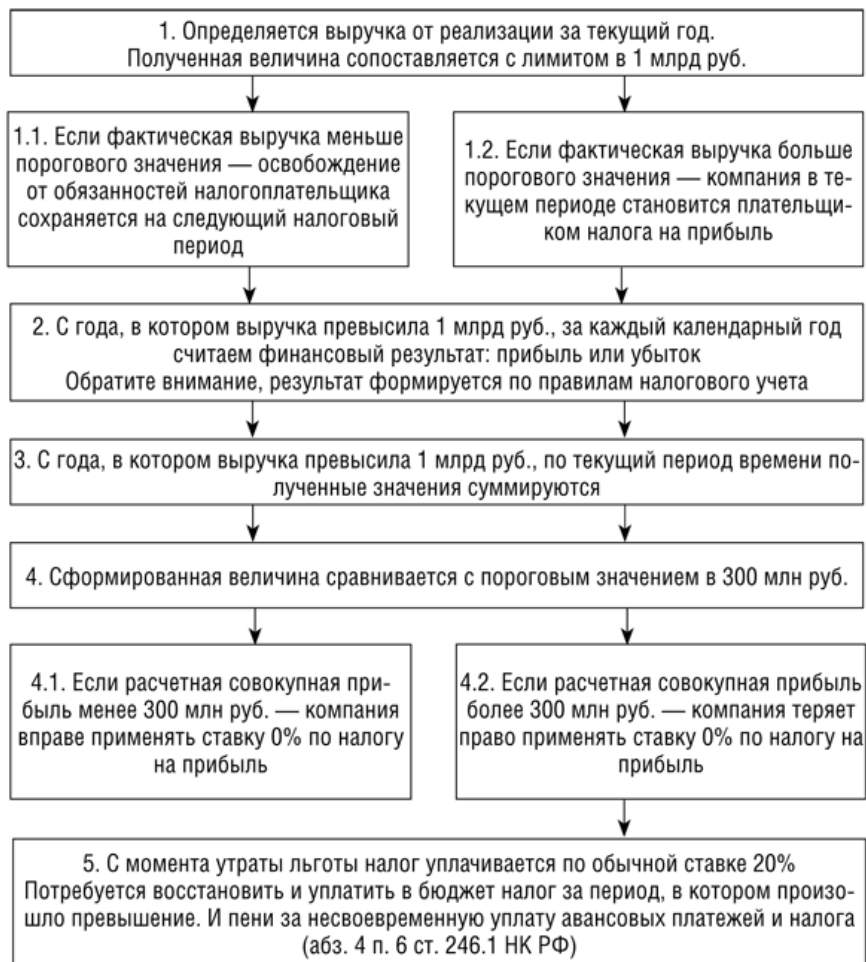 1. Определяется выручка от реализации за текущий год.
Полученная величина сопоставляется с лимитом в 1 млрд руб.
1.1. Если фактическая выручка меньше
порогового значения — освобождение
от обязанностей налогоплательщика
сохраняется на следующий налоговый
период
1.2. Если фактическая выручка больше
порогового значения — компания в те-
кущем периоде становится плательщи-
ком налога на прибыль
2. С года, в котором выручка превысила 1 млрд руб., за каждый календарный год
считаем финансовый результат: прибыль или убыток
Обратите внимание, результат формируется по правилам налогового учета
3. С года, в котором выручка превысила 1 млрд руб., по текущий период времени по-
лученные значения суммируются
4. Сформированная величина сравнивается с пороговым значением в 300 млн руб.
4.1. Если расчетная совокупная при-
быль менее 300 млн руб. — компания
вправе применять ставку 0% по налогу
на прибыль
4.2. Если расчетная совокупная прибыль
более 300 млн руб. — компания теряет
право применять ставку 0% по налогу на
прибыль
5. С момента утраты льготы налог уплачивается по обычной ставке 20%
Потребуется восстановить и уплатить в бюджет налог за период, в котором произо-
шло превышение. И пени за несвоевременную уплату авансовых платежей и налога
(абз. 4 п. 6 ст. 246.1 НК РФ)